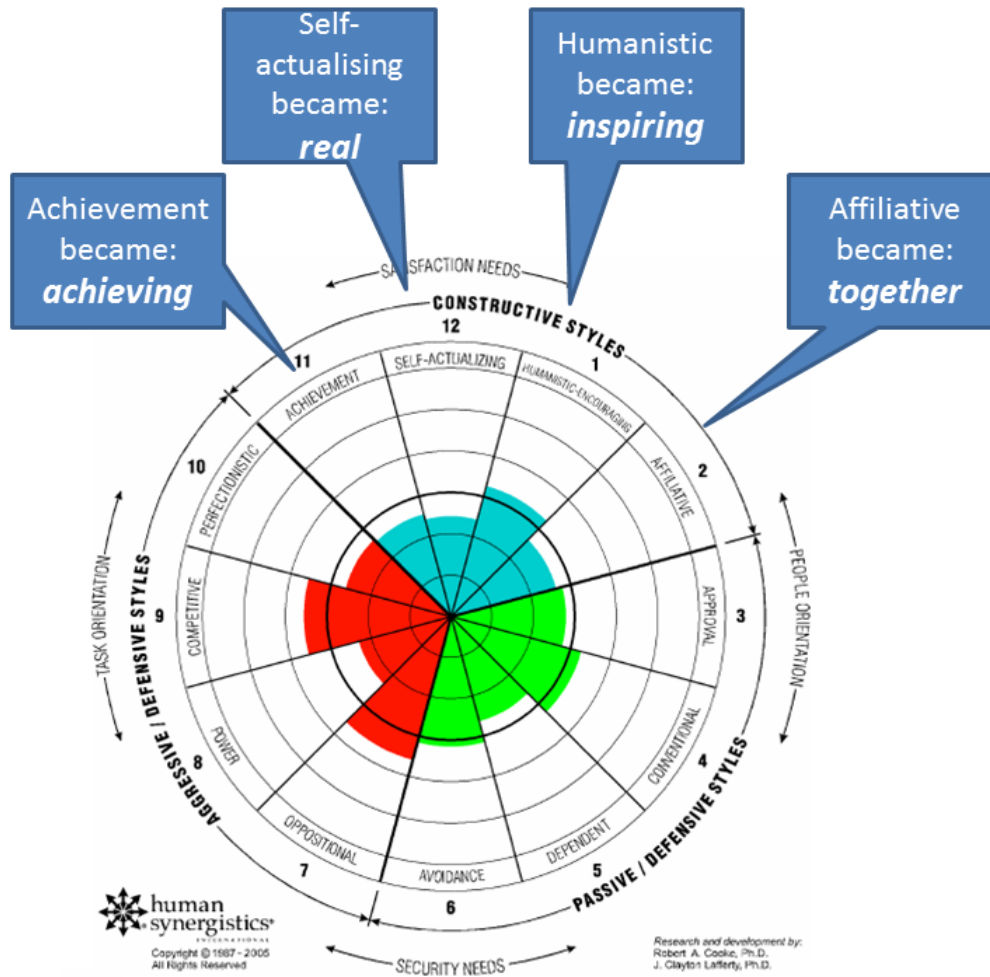 Self-
actualising
became:
real
Humanistic
became:
inspiring
Achievement
became:
achieving
Affiliative
became:
together
SATISFACTION NEEDS
CONSTRUCTIVE STYLES
12
11
1
SELF-ACTUALIZING
ACHIEVEMENT
HUMANISTIC-ENCOURAGING
10
2
PERFECTIONISTIC
AFFILIATIVE
TASK ORIENTATION
PEOPLE ORIENTATION
AGGRESSIVE / DEFENSIVE STYLES
9
COMPETITIVE
APPROVAL
3
8
POWER
CONVENTIONAL
4
PASSIVE / DEFENSIVE STYLES
OPPOSITIONAL
DEPENDENT
7
AVOIDANCE
5
6
SECURITY NEEDS
human
synergistics®
INTERNATIONAL
Copyright © 1987 - 2005
All Rights Reserved
Research and development by:
Robert A. Cooke, Ph.D.
J. Clayton Lafferty, Ph.D.